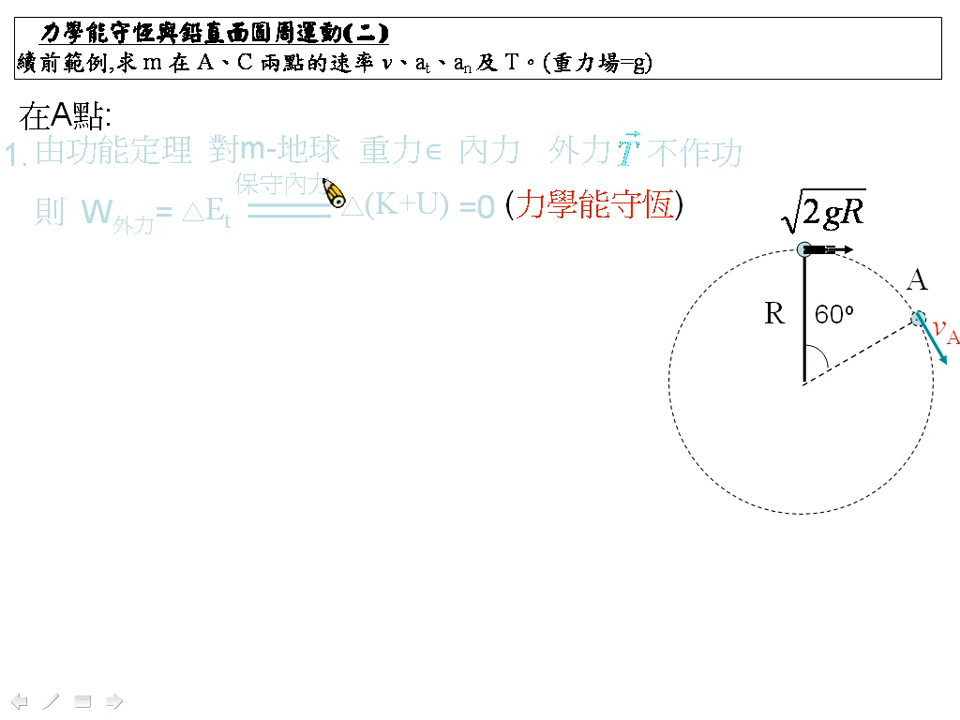 力學能守恆與鉛直面圓周運動(二)
續前範例,求 m 在 A、C 兩點的速率 v、at、an 及 T。(重力場=g)
在A點:
1. 由功能定理 對m-地球 重力∈ 內力 外力 T 不作功
保守內力
則 W外力= △Et △(K+U) =0 (力學能守恆)
√2gR
A
R 60º
vA